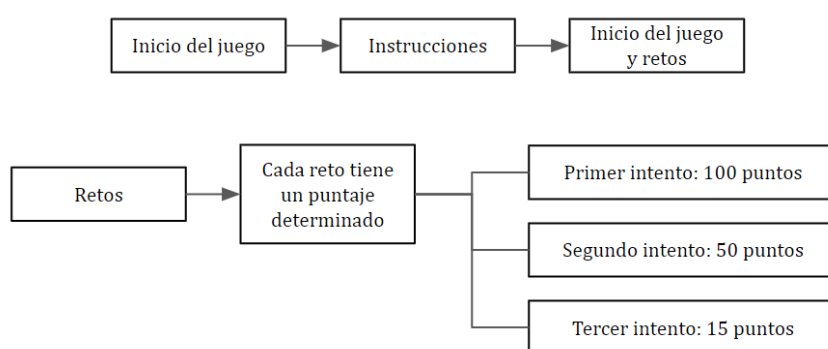 Inicio del juego
Instrucciones
Inicio del juego
y retos
Retos
Cada reto tiene
un puntaje
determinado
Primer intento: 100 puntos
Segundo intento: 50 puntos
Tercer intento: 15 puntos